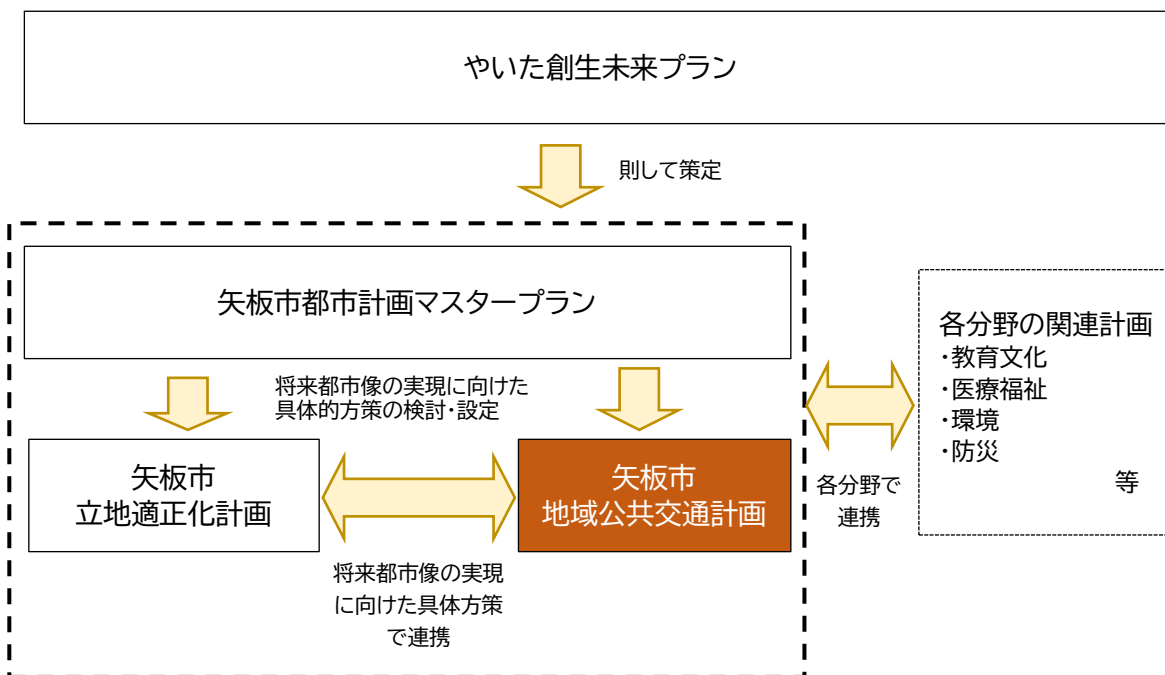 やいた創生未来プラン
則して策定
矢板市都市計画マスタープラン
将来都市像の実現に向けた
具体的方策の検討・設定
矢板市
立地適正化計画
矢板市
地域公共交通計画
将来都市像の実現
に向けた具体方策
で連携
各分野で
連携
各分野の関連計画
・教育文化
・医療福祉
・環境
・防災
等